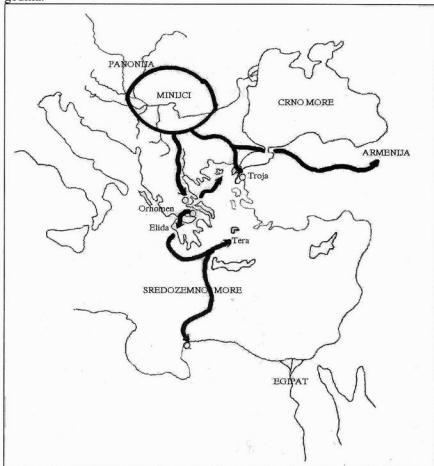 PANONIJA
MINIJCI
CRNO MORE
ARMENIJA
Troja
Orhomen
Elida
Tera
SREDOZEMNO MORE
EGIPAT